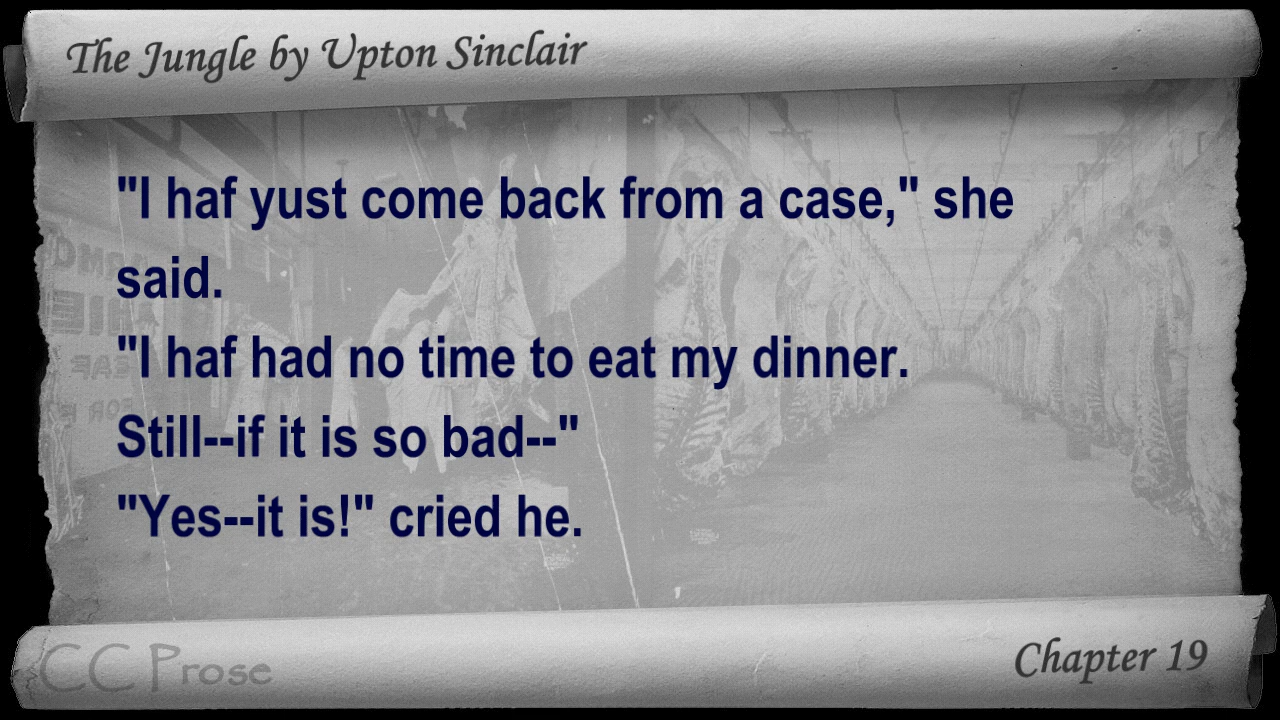 The Jungle by Upton Sinclair
"I haf yust come back from a case," she
said.
"I haf had no time to eat my dinner.
Still--if it is so bad--"
"Yes--it is!" cried he.
CC Prose
Chapter 19